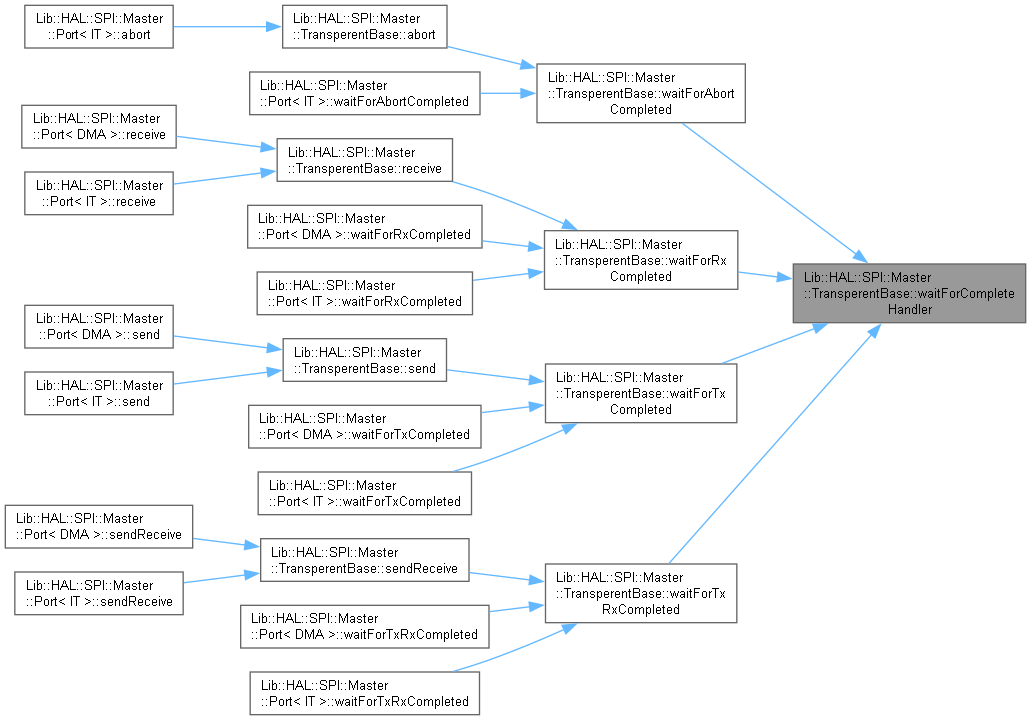 Lib::HAL::SPI::Master
::Port< IT >::abort
Lib::HAL::SPI::Master
::TransperentBase::abort
Lib::HAL::SPI::Master
::Port< IT >::waitForAbortCompleted
Lib::HAL::SPI::Master
::TransperentBase::waitForAbort
Completed
Lib::HAL::SPI::Master
::Port< DMA >::receive
Lib::HAL::SPI::Master
::Port< IT >::receive
Lib::HAL::SPI::Master
::TransperentBase::receive
Lib::HAL::SPI::Master
::Port< DMA >::waitForRxCompleted
Lib::HAL::SPI::Master
::Port< IT >::waitForRxCompleted
Lib::HAL::SPI::Master
::TransperentBase::waitForRx
Completed
Lib::HAL::SPI::Master
::TransperentBase::waitForComplete
Handler
Lib::HAL::SPI::Master
::Port< DMA >::send
Lib::HAL::SPI::Master
::Port< IT >::send
Lib::HAL::SPI::Master
::TransperentBase::send
Lib::HAL::SPI::Master
::Port< DMA >::waitForTxCompleted
Lib::HAL::SPI::Master
::Port< IT >::waitForTxCompleted
Lib::HAL::SPI::Master
::TransperentBase::waitForTx
Completed
Lib::HAL::SPI::Master
::Port< DMA >::sendReceive
Lib::HAL::SPI::Master
::Port< IT >::sendReceive
Lib::HAL::SPI::Master
::TransperentBase::sendReceive
Lib::HAL::SPI::Master
::Port< DMA >::waitForTxRxCompleted
Lib::HAL::SPI::Master
::Port< IT >::waitForTxRxCompleted
Lib::HAL::SPI::Master
::TransperentBase::waitForTx
RxCompleted